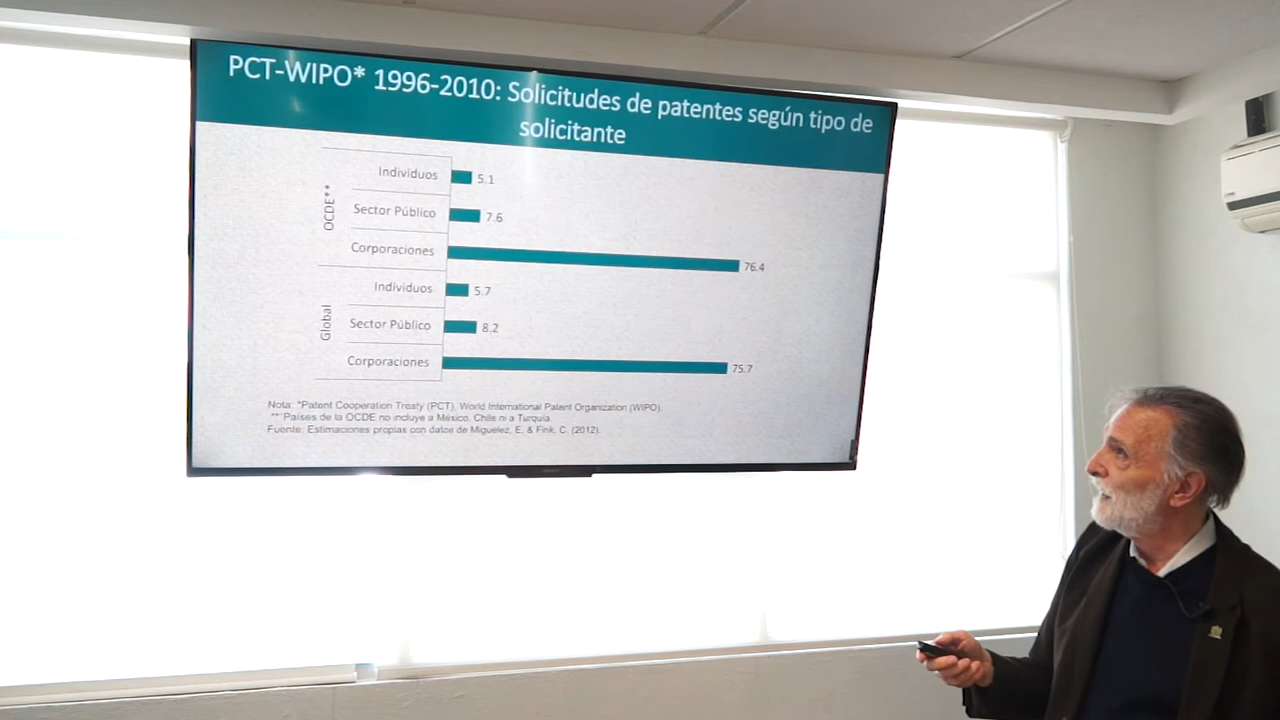 PCT-WIPO* 1996-2010: Solicitudes de patentes según tipo de
solicitante
OCDE**
Individuos 5.1
Sector Público 7.6
Corporaciones 76.4
Global
Individuos 5.7
Sector Público 8.2
Corporaciones 75.7
Nota: *Patent Cooperation Treaty (PCT), World International Patent Organization (WIPO).
**Países de la OCDE no incluye a México, Chile ni a Turquía.
Fuente: Estimaciones propias con datos de Miguelez, E. & Fink, C. (2012).